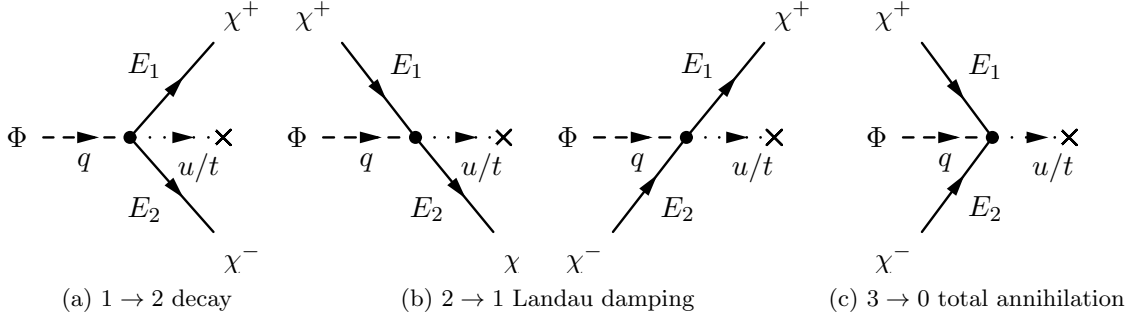 χ⁺ χ⁺ χ⁺ χ⁺
E₁ E₁ E₁ E₁
Φ Φ Φ Φ
q u/t q u/t q u/t q u/t
E₂ E₂ E₂ E₂
χ⁻ χ χ⁻ χ⁻
(a) 1 → 2 decay
(b) 2 → 1 Landau damping
(c) 3 → 0 total annihilation